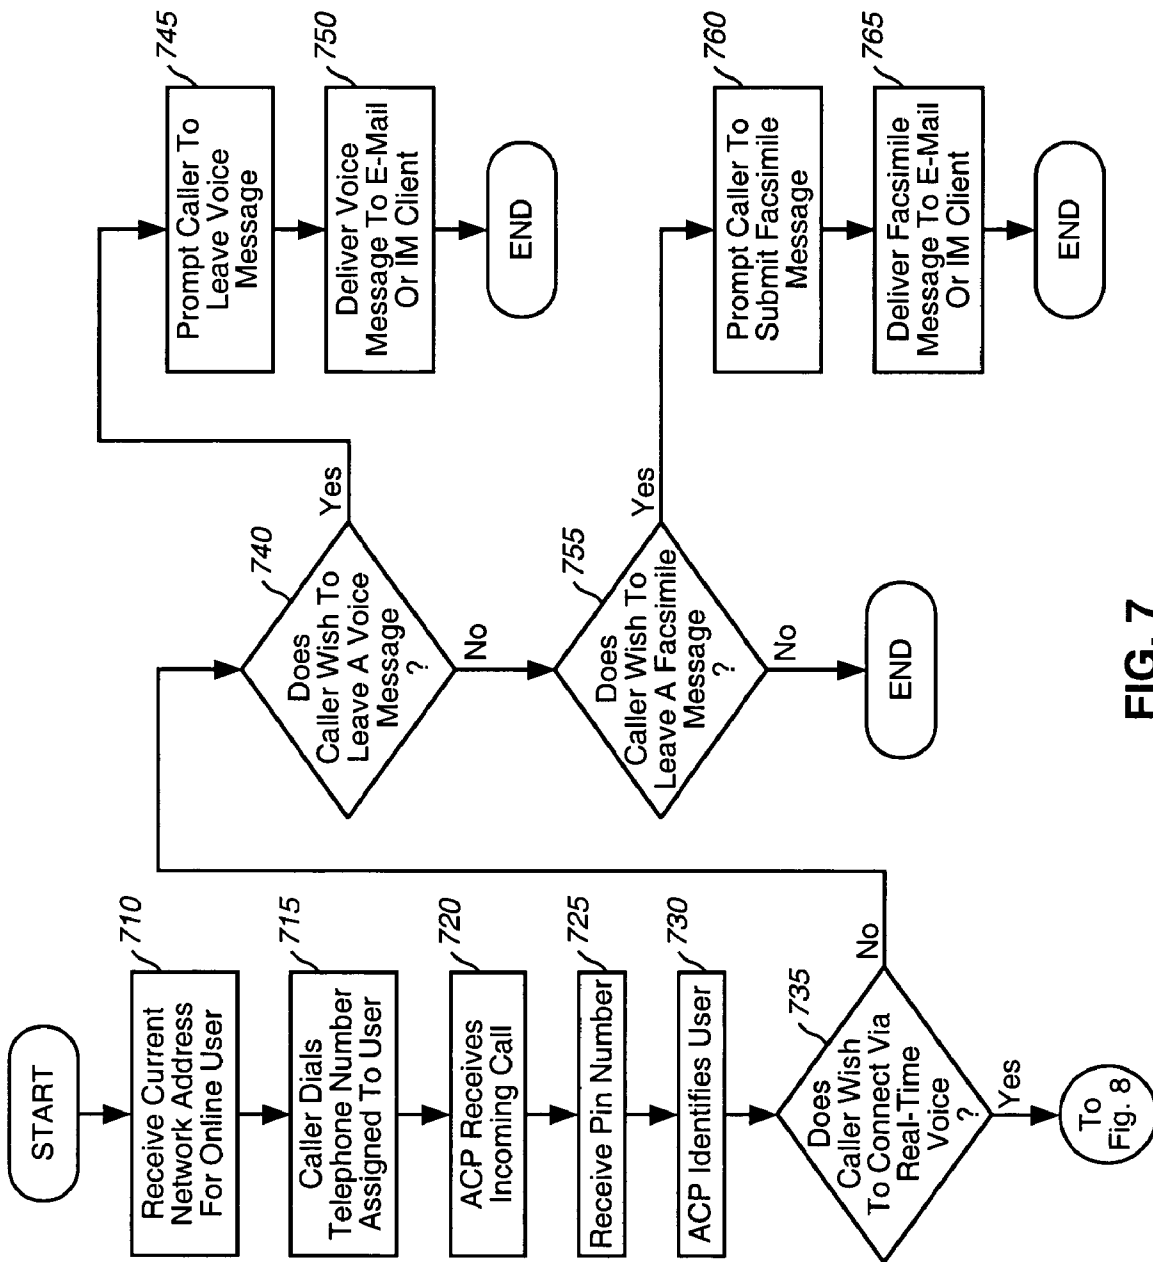 START
710
Receive Current
Network Address
For Online User
715
Caller Dials
Telephone Number
Assigned To User
720
ACP Receives
Incoming Call
725
Receive Pin Number
730
ACP Identifies User
735
Does
Caller Wish
To Connect Via
Real-Time
Voice
?
No
Yes
To
Fig. 8
740
Does
Caller Wish To
Leave A Voice
Message
?
Yes
No
745
Prompt Caller To
Leave Voice
Message
750
Deliver Voice
Message To E-Mail
Or IM Client
END
755
Does
Caller Wish To
Leave A Facsimile
Message
?
Yes
No
END
760
Prompt Caller To
Submit Facsimile
Message
765
Deliver Facsimile
Message To E-Mail
Or IM Client
END
FIG. 7